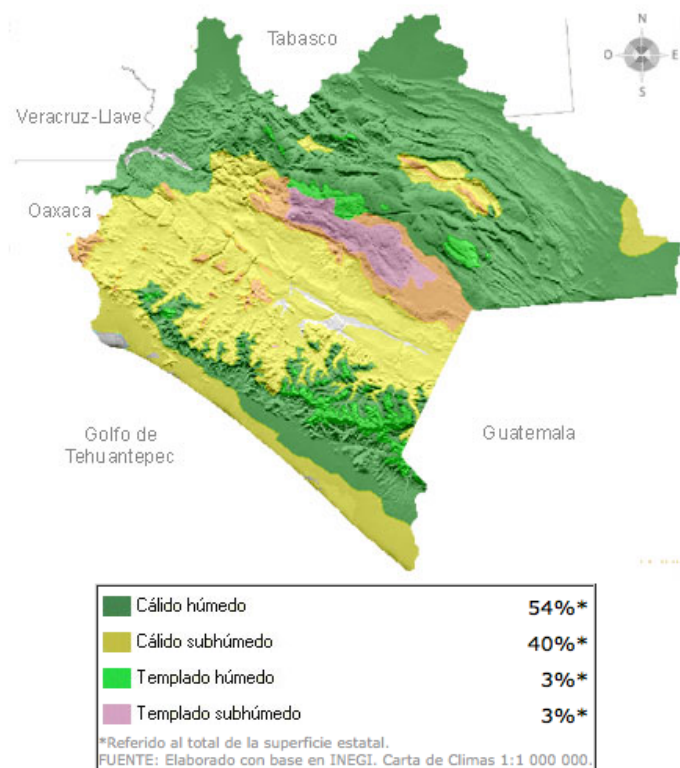 Tabasco
N
O
E
S
Veracruz-Llave
Oaxaca
Golfo de
Tehuantepec
Guatemala
Cálido húmedo 54%*
Cálido subhúmedo 40%*
Templado húmedo 3%*
Templado subhúmedo 3%*
*Referido al total de la superficie estatal.
FUENTE: Elaborado con base en INEGI. Carta de Climas 1:1 000 000.